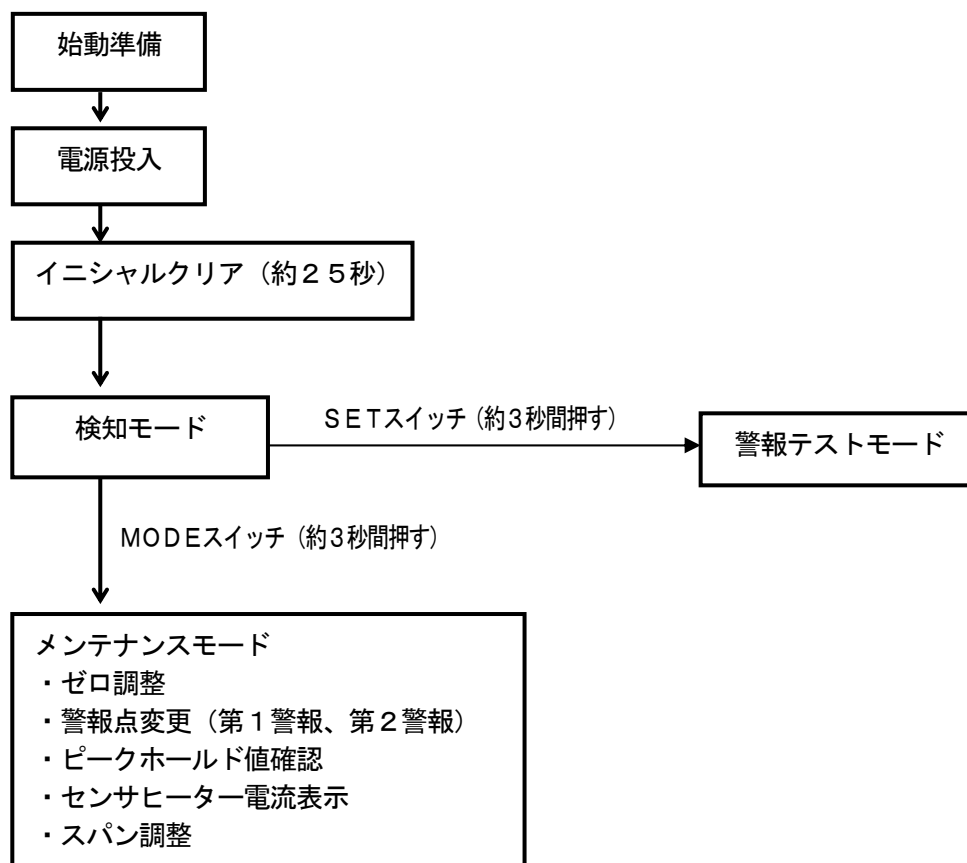 始動準備
電源投入
イニシャルクリア（約２５秒）
検知モード
ＳＥＴスイッチ（約３秒間押す）
警報テストモード
ＭＯＤＥスイッチ（約３秒間押す）
メンテナンスモード
・ゼロ調整
・警報点変更（第１警報、第２警報）
・ピークホールド値確認
・センサヒーター電流表示
・スパン調整